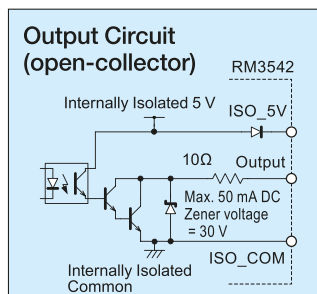 Output Circuit
(open-collector)
RM3542
Internally Isolated 5 V
ISO_5V
10Ω
Output
Max. 50 mA DC
Zener voltage
= 30 V
ISO_COM
Internally Isolated
Common